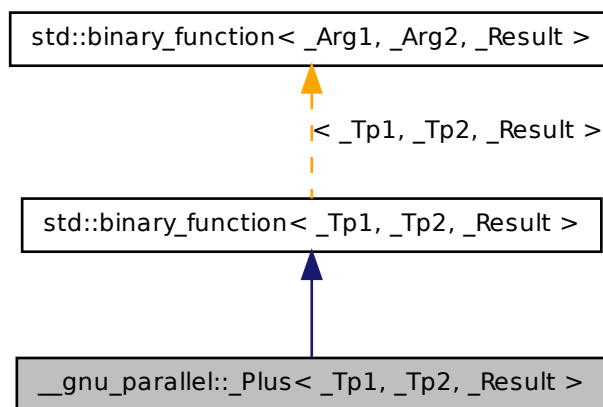 std::binary_function< _Arg1, _Arg2, _Result >
< _Tp1, _Tp2, _Result >
std::binary_function< _Tp1, _Tp2, _Result >
__gnu_parallel::_Plus< _Tp1, _Tp2, _Result >